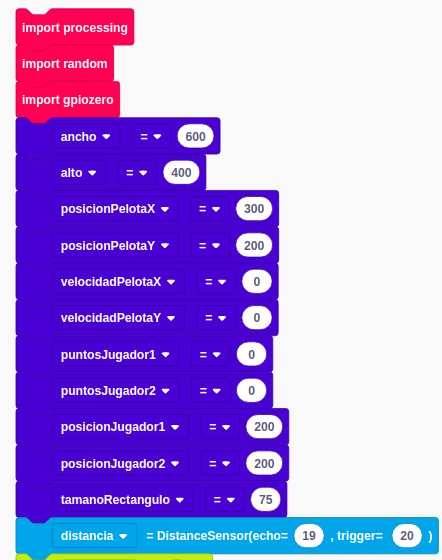 import processing
import random
import gpiozero
ancho = 600
alto = 400
posicionPelotaX = 300
posicionPelotaY = 200
velocidadPelotaX = 0
velocidadPelotaY = 0
puntosJugador1 = 0
puntosJugador2 = 0
posicionJugador1 = 200
posicionJugador2 = 200
tamanoRectangulo = 75
distancia = DistanceSensor(echo= 19 , trigger= 20 )